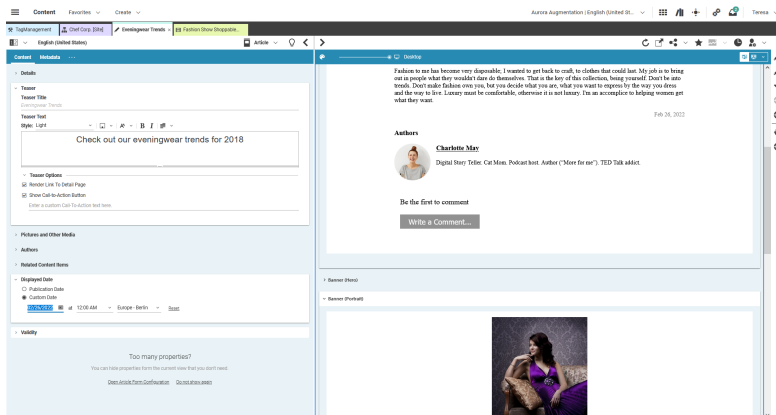 Content Favorites Create Aurora Augmentation | English (United St... Teresa
TagManagement Chef Corp. [Site] Eveningwear Trends Fashion Show Shoppable...
English (United States) Article
Content Metadata ...
Desktop
Details
Teaser
Teaser Title
Eveningwear Trends
Teaser Text
Style: Light B I
Check out our eveningwear trends for 2018
Teaser Options
Render Link To Detail Page
Show Call-to-Action Button
Enter a custom Call-To-Action text here.
Pictures and Other Media
Authors
Related Content Items
Displayed Date
Publication Date
Custom Date
at 12:00 AM Europe - Berlin Reset
Validity
Too many properties?
You can hide properties form the current view that you don't need.
Open Article Form Configuration Do not show again
Fashion to me has become very disposable; I wanted to get back to craft, to clothes that could last. My job is to bring
out in people what they wouldn't dare do themselves. That is the key of this collection, being yourself. Don't be into
trends. Don't make fashion own you, but you decide what you are, what you want to express by the way you dress
and the way to live. Luxury must be comfortable, otherwise it is not luxury. I'm an accomplice to helping women get
what they want.
Feb 26, 2022
Authors
Charlotte May
Digital Story Teller. Cat Mom. Podcast host. Author ("More for me"). TED Talk addict.
Be the first to comment
Write a Comment...
Banner (Hero)
Banner (Portrait)